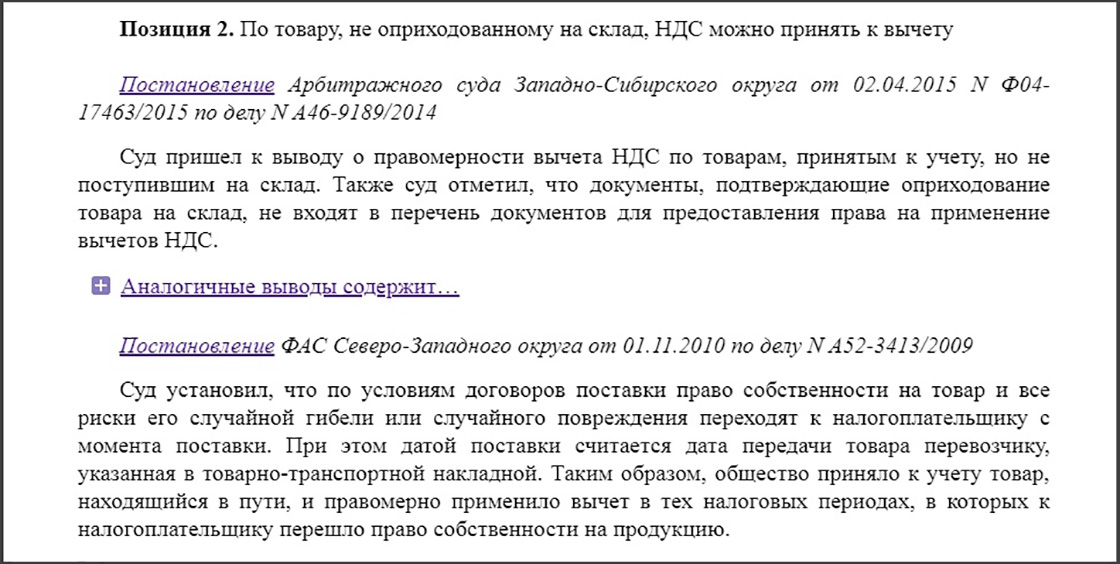 Позиция 2. По товару, не оприходованному на склад, НДС можно принять к вычету
Постановление Арбитражного суда Западно-Сибирского округа от 02.04.2015 N Ф04-
17463/2015 по делу N А46-9189/2014
Суд пришел к выводу о правомерности вычета НДС по товарам, принятым к учету, но не
поступившим на склад. Также суд отметил, что документы, подтверждающие оприходование
товара на склад, не входят в перечень документов для предоставления права на применение
вычетов НДС.
Аналогичные выводы содержит...
Постановление ФАС Северо-Западного округа от 01.11.2010 по делу N А52-3413/2009
Суд установил, что по условиям договоров поставки право собственности на товар и все
риски его случайной гибели или случайного повреждения переходят к налогоплательщику с
момента поставки. При этом датой поставки считается дата передачи товара перевозчику,
указанная в товарно-транспортной накладной. Таким образом, общество приняло к учету товар,
находящийся в пути, и правомерно применило вычет в тех налоговых периодах, в которых к
налогоплательщику перешло право собственности на продукцию.